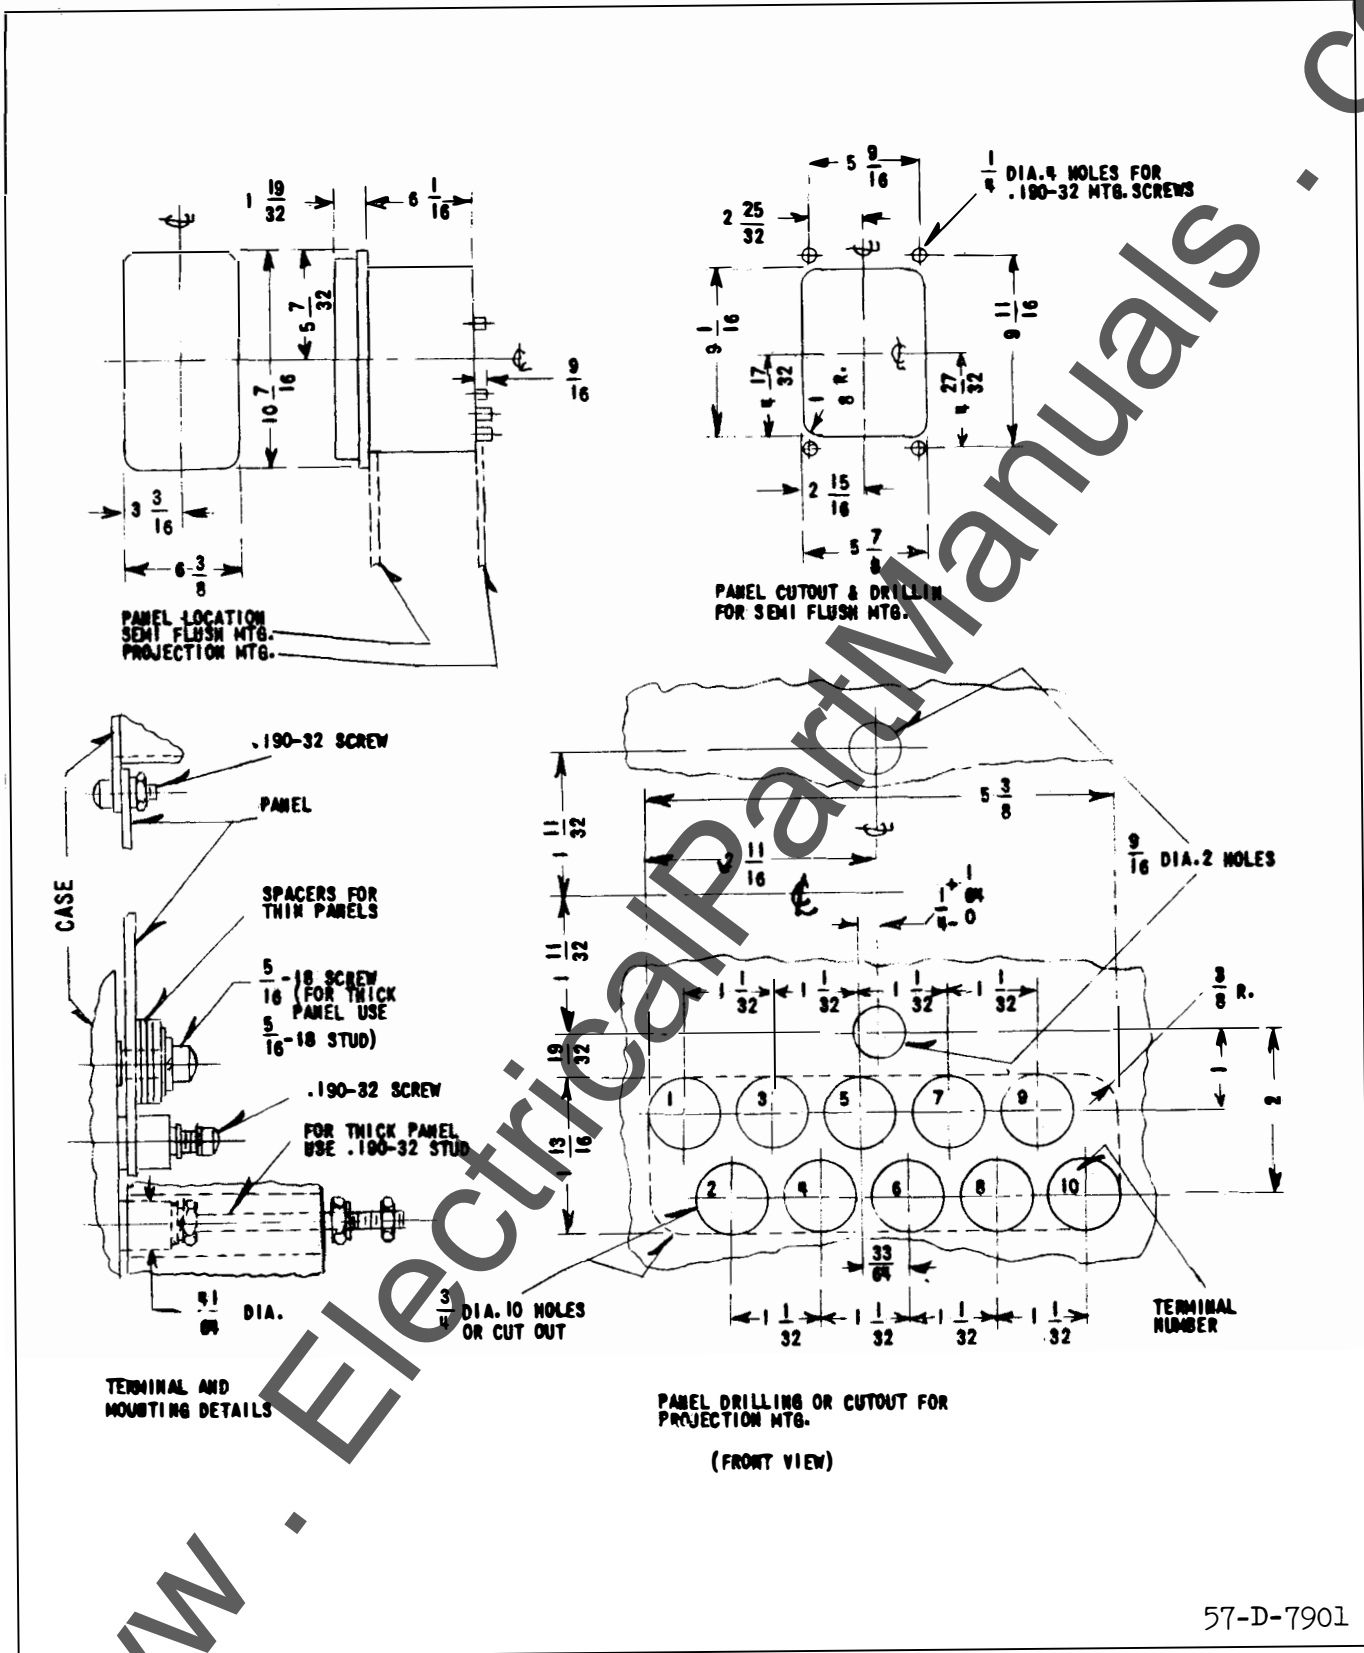 1 19/32
6 1/16
5 7/32
10 7/16
9/16
3 3/16
6 3/8
PANEL LOCATION
SEMI FLUSH MTG.
PROJECTION MTG.
5 9/16
1/4 DIA.4 HOLES FOR
.190-32 MTG.SCREWS
2 25/32
9 1/16
9 11/16
4 17/32
1/8 R.
4 27/32
2 15/16
5 7/8
PANEL CUTOUT & DRILLIN
FOR SEMI FLUSH MTG.
.190-32 SCREW
PANEL
CASE
SPACERS FOR
THIN PANELS
5/16-18 SCREW
(FOR THICK
PANEL USE
5/16-18 STUD)
.190-32 SCREW
FOR THICK PANEL
USE .190-32 STUD
41/64 DIA.
TERMINAL AND
MOUNTING DETAILS
5 3/8
1 11/32
2 11/16
9/16 DIA.2 HOLES
1/4 +1/64 -0
1 11/32
1 1/32
1 1/32
1 1/32
1 1/32
3/8 R.
19/32
1
2
1 3 5 7 9
1 13/16
2 4 6 8 10
33/64
3/4 DIA.10 HOLES
OR CUT OUT
1 1/32
1 1/32
1 1/32
1 1/32
TERMINAL
NUMBER
PANEL DRILLING OR CUTOUT FOR
PROJECTION MTG.
(FRONT VIEW)
57-D-7901
ww . ElectricalPartManuals . c